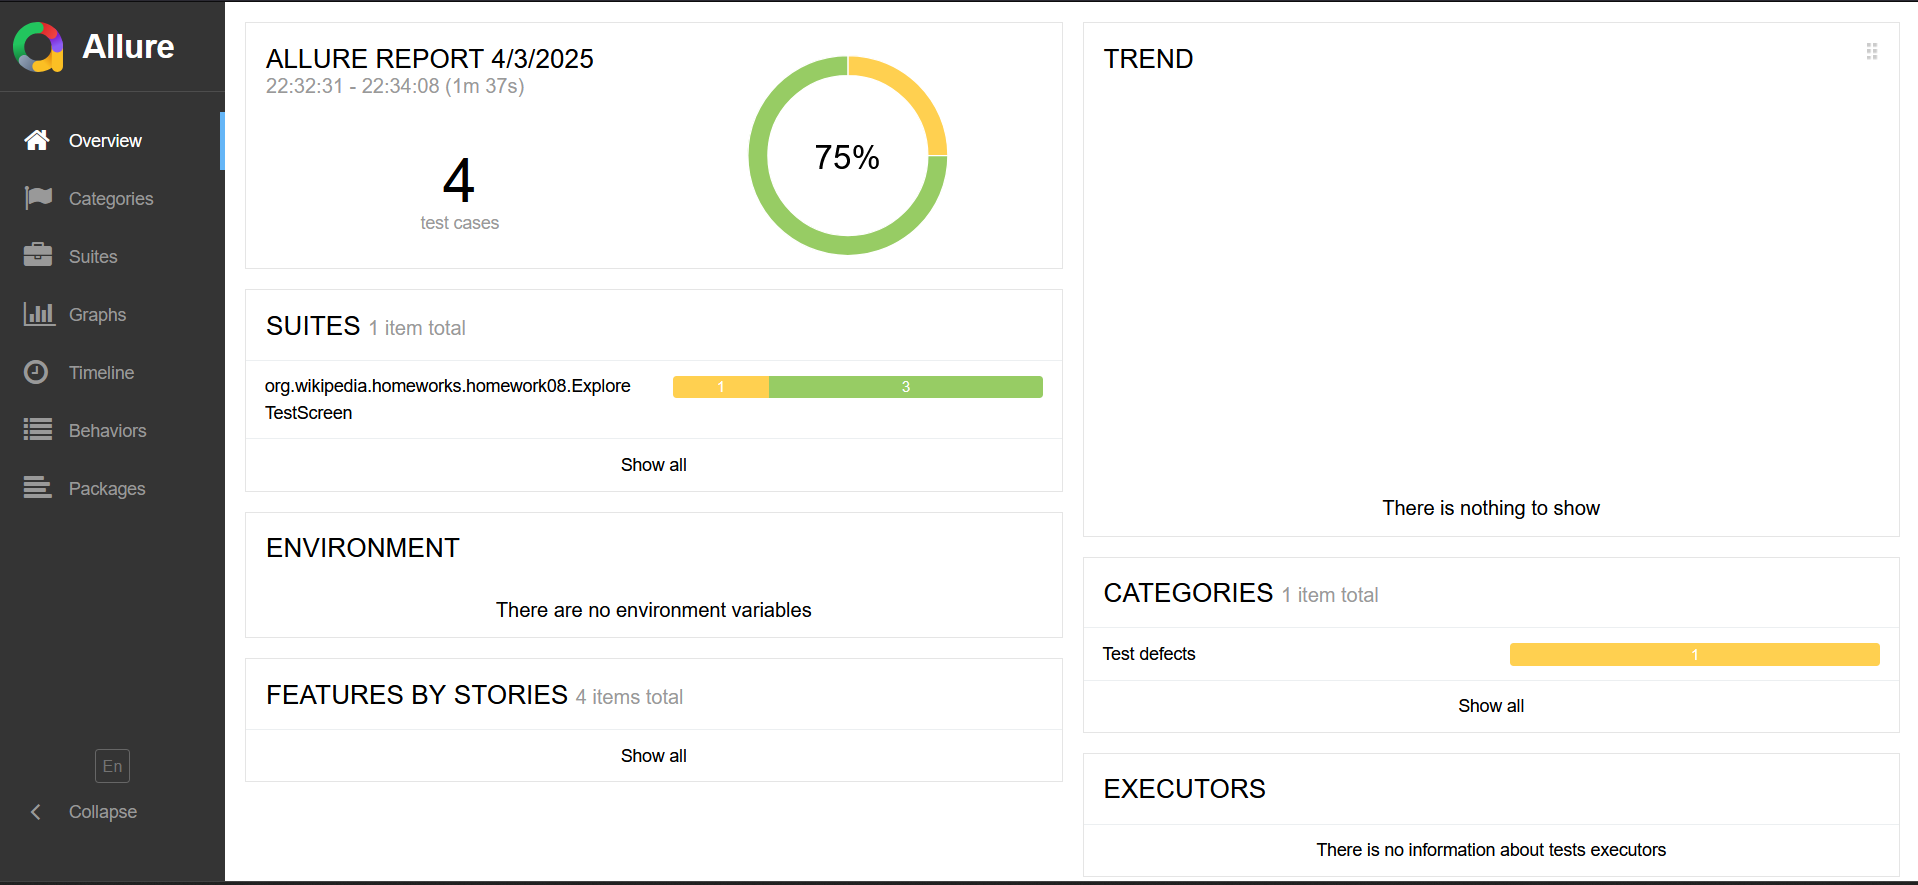 Allure
Overview
Categories
Suites
Graphs
Timeline
Behaviors
Packages
En
Collapse
ALLURE REPORT 4/3/2025
22:32:31 - 22:34:08 (1m 37s)
4
test cases
75%
SUITES 1 item total
org.wikipedia.homeworks.homework08.Explore
TestScreen
1 3
Show all
ENVIRONMENT
There are no environment variables
FEATURES BY STORIES 4 items total
Show all
TREND
There is nothing to show
CATEGORIES 1 item total
Test defects 1
Show all
EXECUTORS
There is no information about tests executors